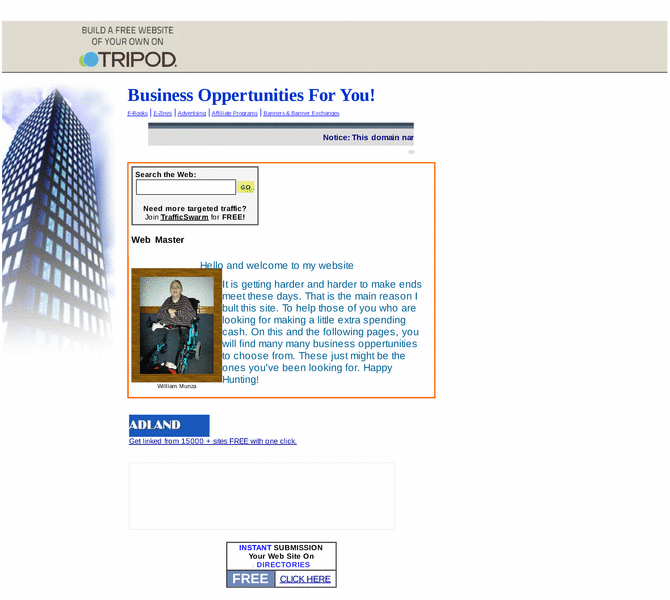 BUILD A FREE WEBSITE
OF YOUR OWN ON
TRIPOD.
Business Oppertunities For You!
E-Books | E-Zines | Advertising | Affiliate Programs | Banners & Banner Exchanges
Notice: This domain nar
Search the Web:
GO
Need more targeted traffic?
Join TrafficSwarm for FREE!
Web Master
Hello and welcome to my website
It is getting harder and harder to make ends
meet these days. That is the main reason I
bult this site. To help those of you who are
looking for making a little extra spending
cash. On this and the following pages, you
will find many many business oppertunities
to choose from. These just might be the
ones you've been looking for. Happy
Hunting!
William Munza
ADLAND
Get linked from 15000 + sites FREE with one click.
INSTANT SUBMISSION
Your Web Site On
DIRECTORIES
FREE CLICK HERE